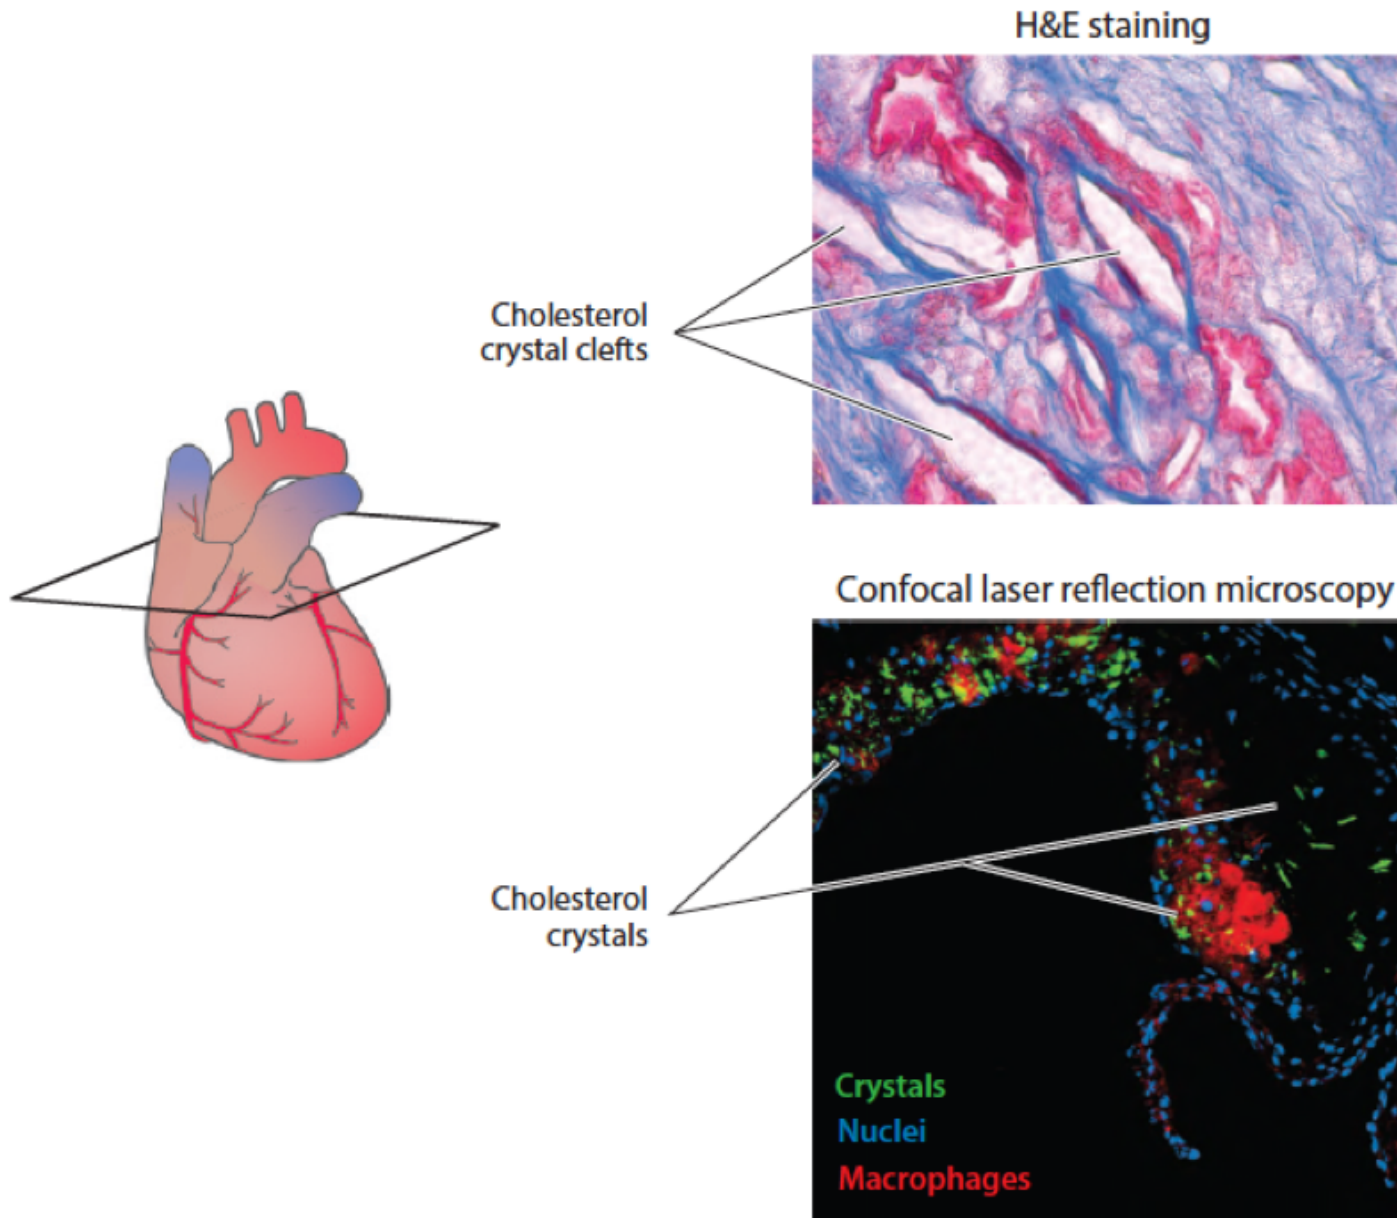 H&E staining
Cholesterol
crystal clefts
Confocal laser reflection microscopy
Cholesterol
crystals
Crystals
Nuclei
Macrophages